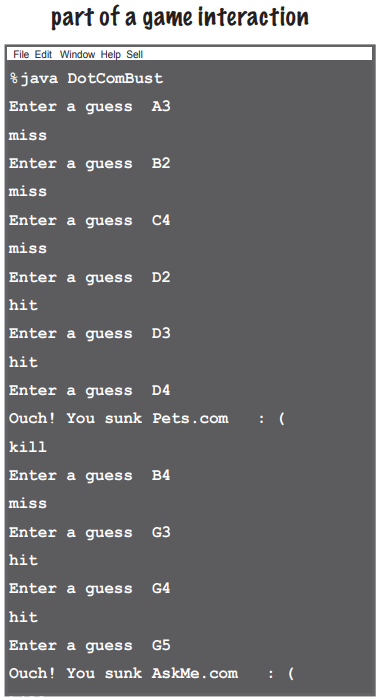 part of a game interaction
File Edit Window Help Sell
%java DotComBust
Enter a guess A3
miss
Enter a guess B2
miss
Enter a guess C4
miss
Enter a guess D2
hit
Enter a guess D3
hit
Enter a guess D4
Ouch! You sunk Pets.com : (
kill
Enter a guess B4
miss
Enter a guess G3
hit
Enter a guess G4
hit
Enter a guess G5
Ouch! You sunk AskMe.com : (